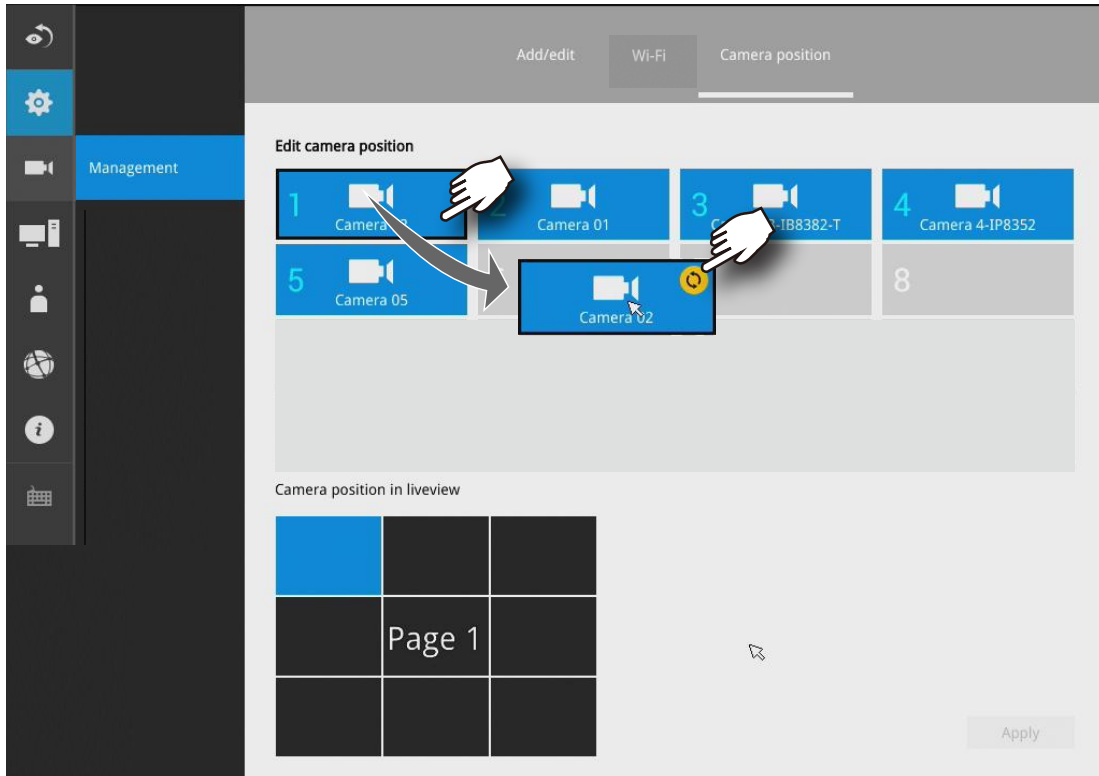 Add/edit
Wi-Fi
Camera position
Edit camera position
Management
1
Camera
2
Camera 01
3
-IB8382-T
4
Camera 4-IP8352
5
Camera 05
8
Camera 02
Camera position in liveview
Page 1
Apply